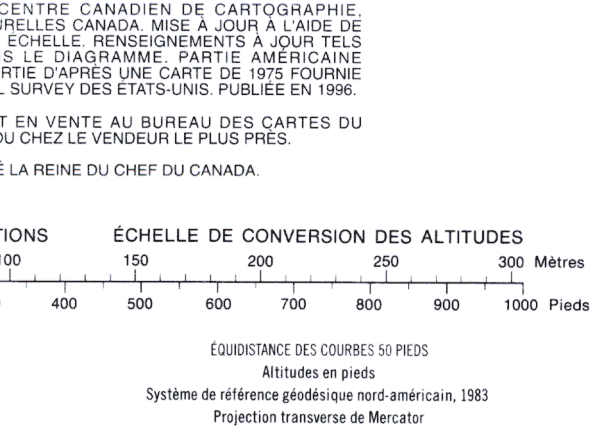 CENTRE CANADIEN DE CARTOGRAPHIE,
RELLES CANADA. MISE À JOUR À L'AIDE DE
ÉCHELLE. RENSEIGNEMENTS À JOUR TELS
LE DIAGRAMME. PARTIE AMÉRICAINE
RTIE D'APRÈS UNE CARTE DE 1975 FOURNIE
SURVEY DES ÉTATS-UNIS. PUBLIÉE EN 1996.
T EN VENTE AU BUREAU DES CARTES DU
OU CHEZ LE VENDEUR LE PLUS PRÈS.
É LA REINE DU CHEF DU CANADA.
TIONS ÉCHELLE DE CONVERSION DES ALTITUDES
100 150 200 250 300 Mètres
400 500 600 700 800 900 1000 Pieds
ÉQUIDISTANCE DES COURBES 50 PIEDS
Altitudes en pieds
Système de référence géodésique nord-américain, 1983
Projection transverse de Mercator